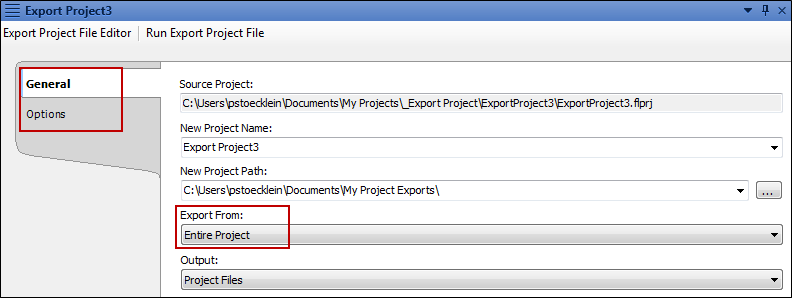 Export Project3
Export Project File Editor | Run Export Project File
General
Options
Source Project:
C:\Users\pstoecklein\Documents\My Projects\_Export Project\ExportProject3\ExportProject3.flprj
New Project Name:
Export Project3
New Project Path:
C:\Users\pstoecklein\Documents\My Project Exports\
...
Export From:
Entire Project
Output:
Project Files